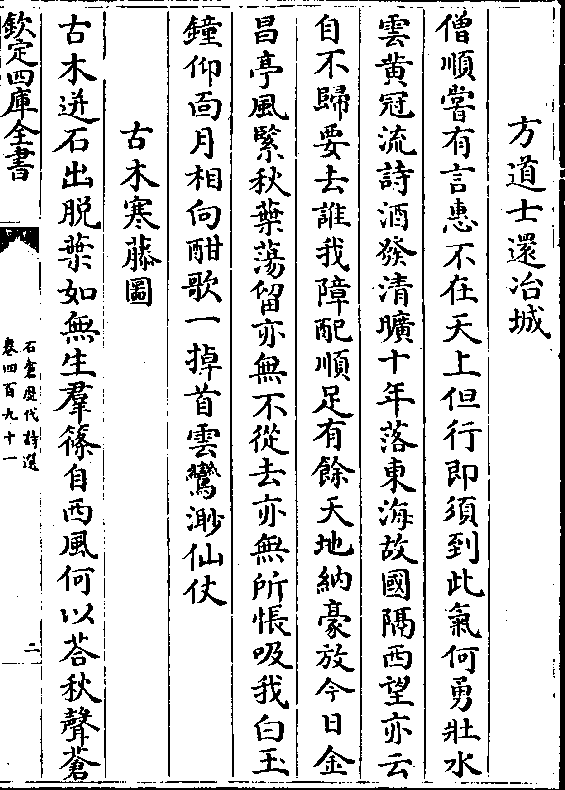 方道士還冶城
僧順嘗有言惠不在天上但行即須到此氣何勇壯水
雲黄冠流詩酒發清曠十年落東海故國隔西望亦云
自不歸要去誰我障配順足有餘天地納豪放今日金
昌亭風緊秋葉蕩留亦無不從去亦無所悵吸我白玉
鐘仰面月相向酣歌一掉首雲鸞渺仙仗
古木寒藤圖
古木迸石出脱葉如無生羣篠自西風何以荅秋聲蒼
欽定四庫全書
石倉歴代詩選
卷四百九十一
二